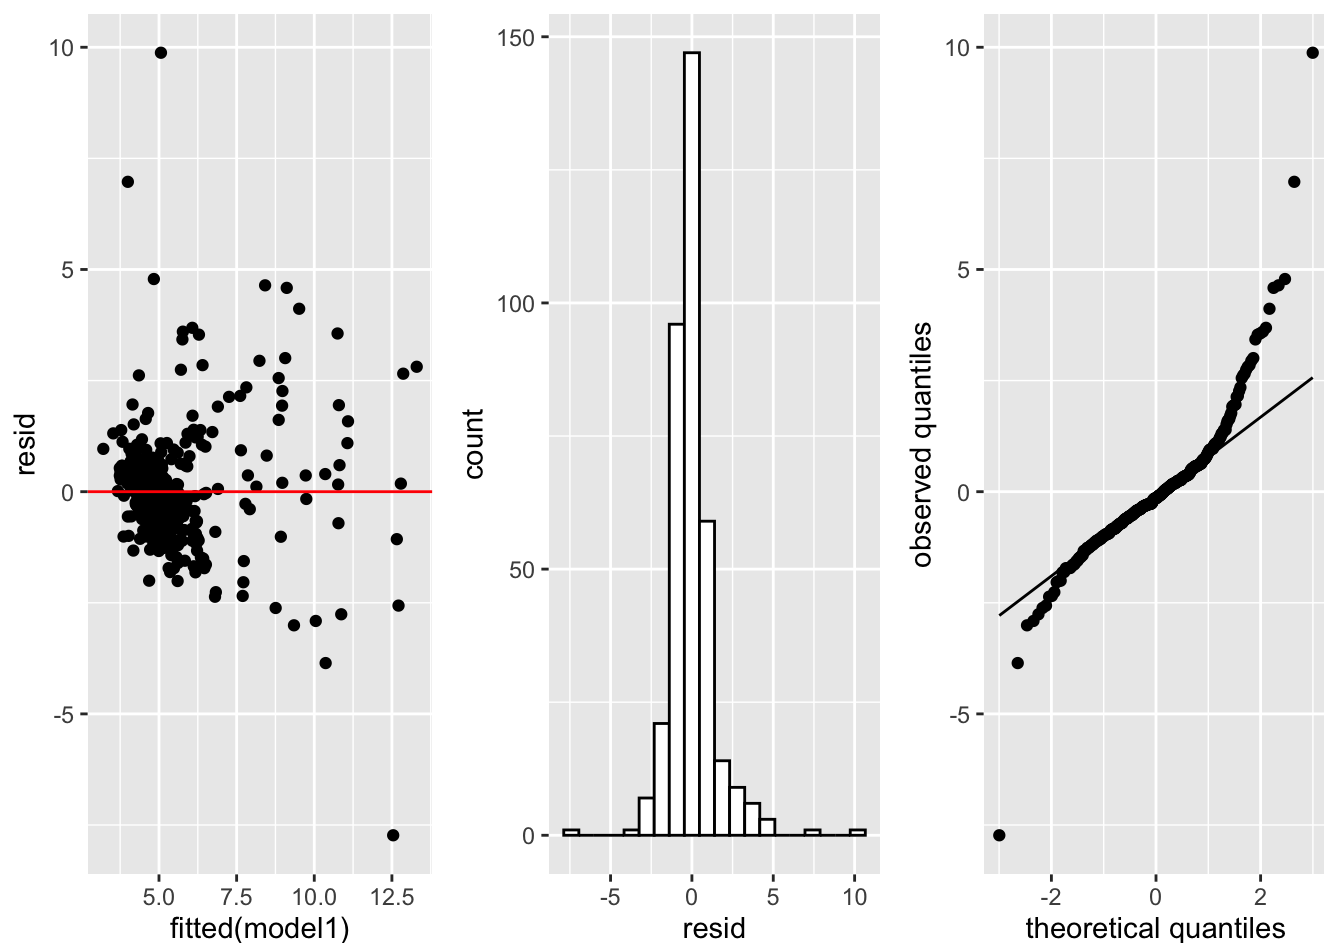 resid
10
5
0
-5
5.0 7.5 10.0 12.5
fitted(model1)
count
150
100
50
0
-5 0 5 10
resid
observed quantiles
10
5
0
-5
-2 0 2
theoretical quantiles